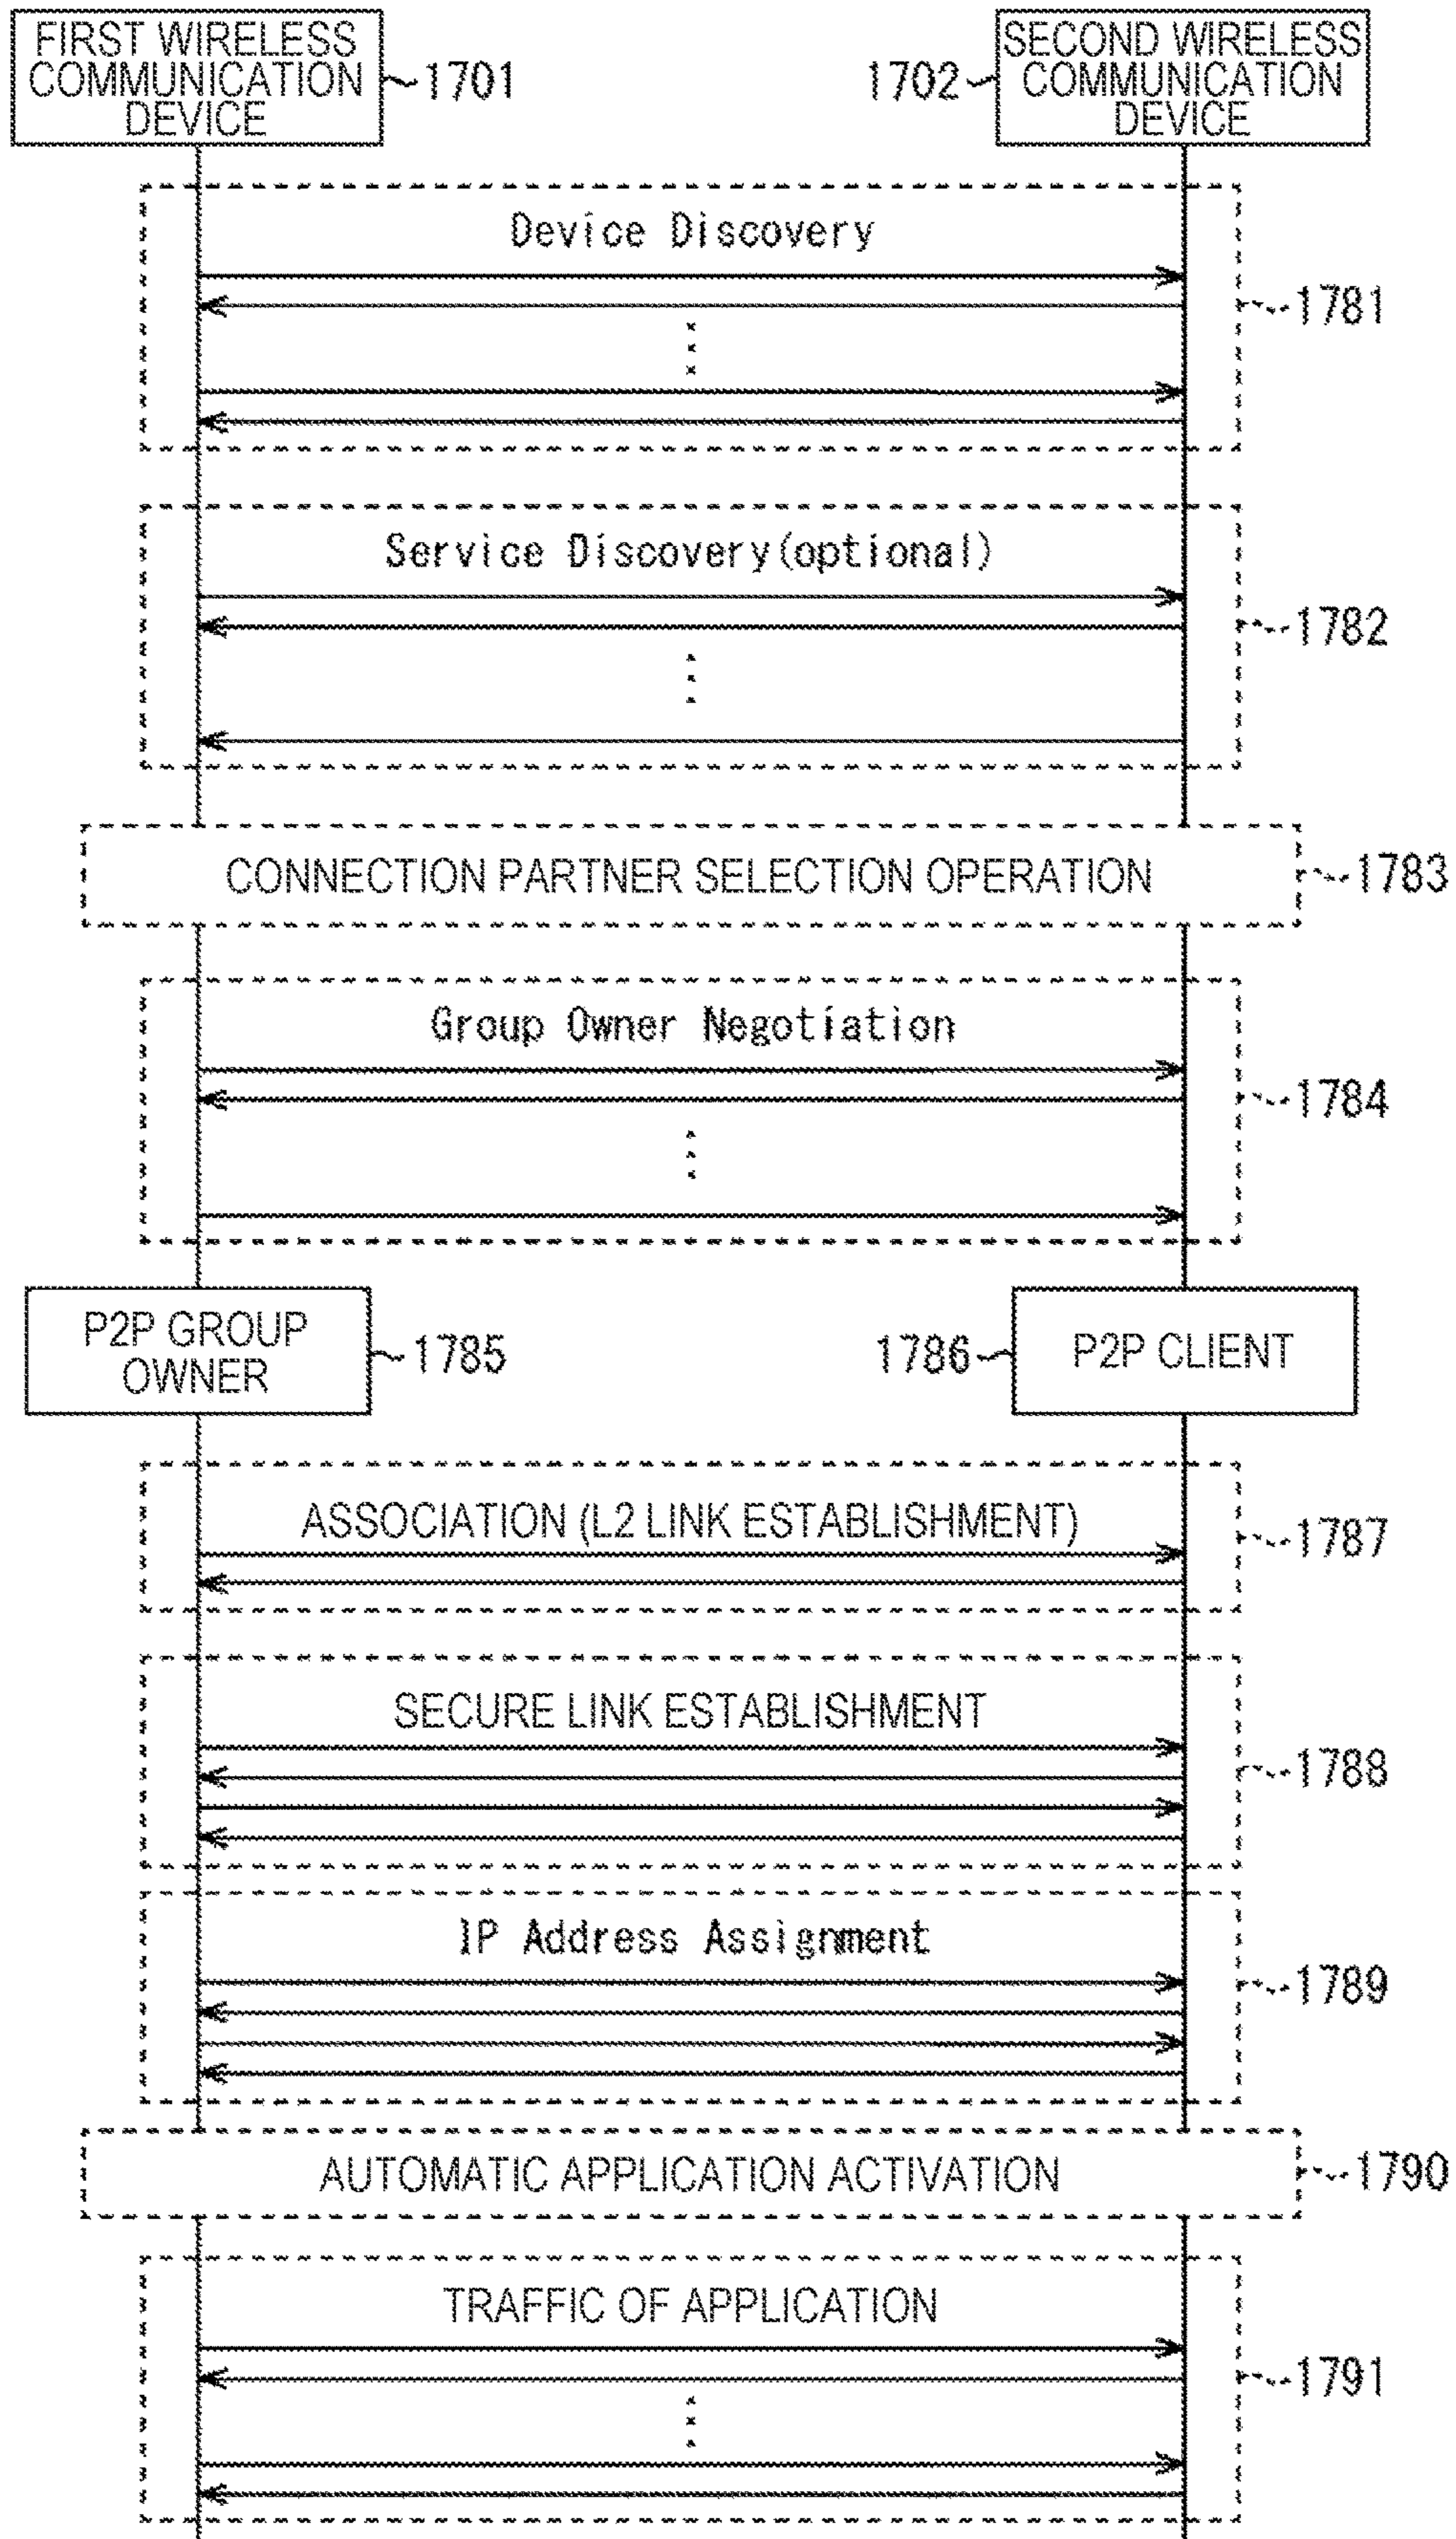 FIRST WIRELESS
COMMUNICATION
DEVICE
1701
SECOND WIRELESS
COMMUNICATION
DEVICE
1702
Device Discovery
1781
Service Discovery(optional)
1782
CONNECTION PARTNER SELECTION OPERATION
1783
Group Owner Negotiation
1784
P2P GROUP
OWNER
1785
1786
P2P CLIENT
ASSOCIATION (L2 LINK ESTABLISHMENT)
1787
SECURE LINK ESTABLISHMENT
1788
IP Address Assignment
1789
AUTOMATIC APPLICATION ACTIVATION
1790
TRAFFIC OF APPLICATION
1791